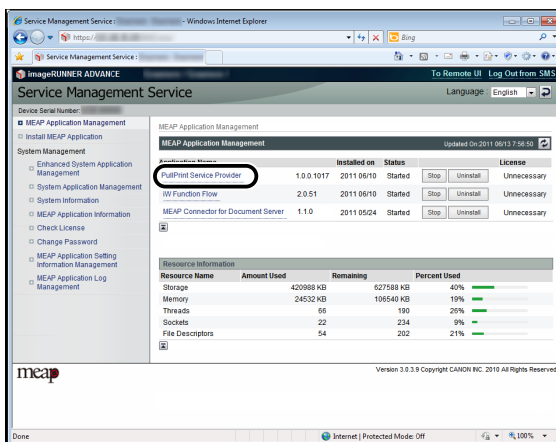 Service Management Service : - Windows Internet Explorer
https://
Bing
Service Management Service :
imageRUNNER ADVANCE To Remote UI Log Out from SMS
Service Management Service Language : English
Device Serial Number:
MEAP Application Management
Install MEAP Application
System Management
Enhanced System Application
Management
System Application Management
System Information
MEAP Application Information
Check License
Change Password
MEAP Application Setting
Information Management
MEAP Application Log
Management
MEAP Application Management
MEAP Application Management Updated On:2011 06/13 7:56:50
Application Name Installed on Status License
PullPrint Service Provider 1.0.0.1017 2011 06/10 Started Stop Uninstall Unnecessary
iW Function Flow 2.0.51 2011 06/10 Started Stop Uninstall Unnecessary
MEAP Connector for Document Server 1.1.0 2011 05/24 Started Stop Uninstall Unnecessary
Resource Information
Resource Name Amount Used Remaining Percent Used
Storage 420988 KB 627588 KB 40%
Memory 24532 KB 106540 KB 19%
Threads 66 190 26%
Sockets 22 234 9%
File Descriptors 54 202 21%
meap
Version 3.0.3.9 Copyright CANON INC. 2010 All Rights Reserved
Done Internet | Protected Mode: Off 100%